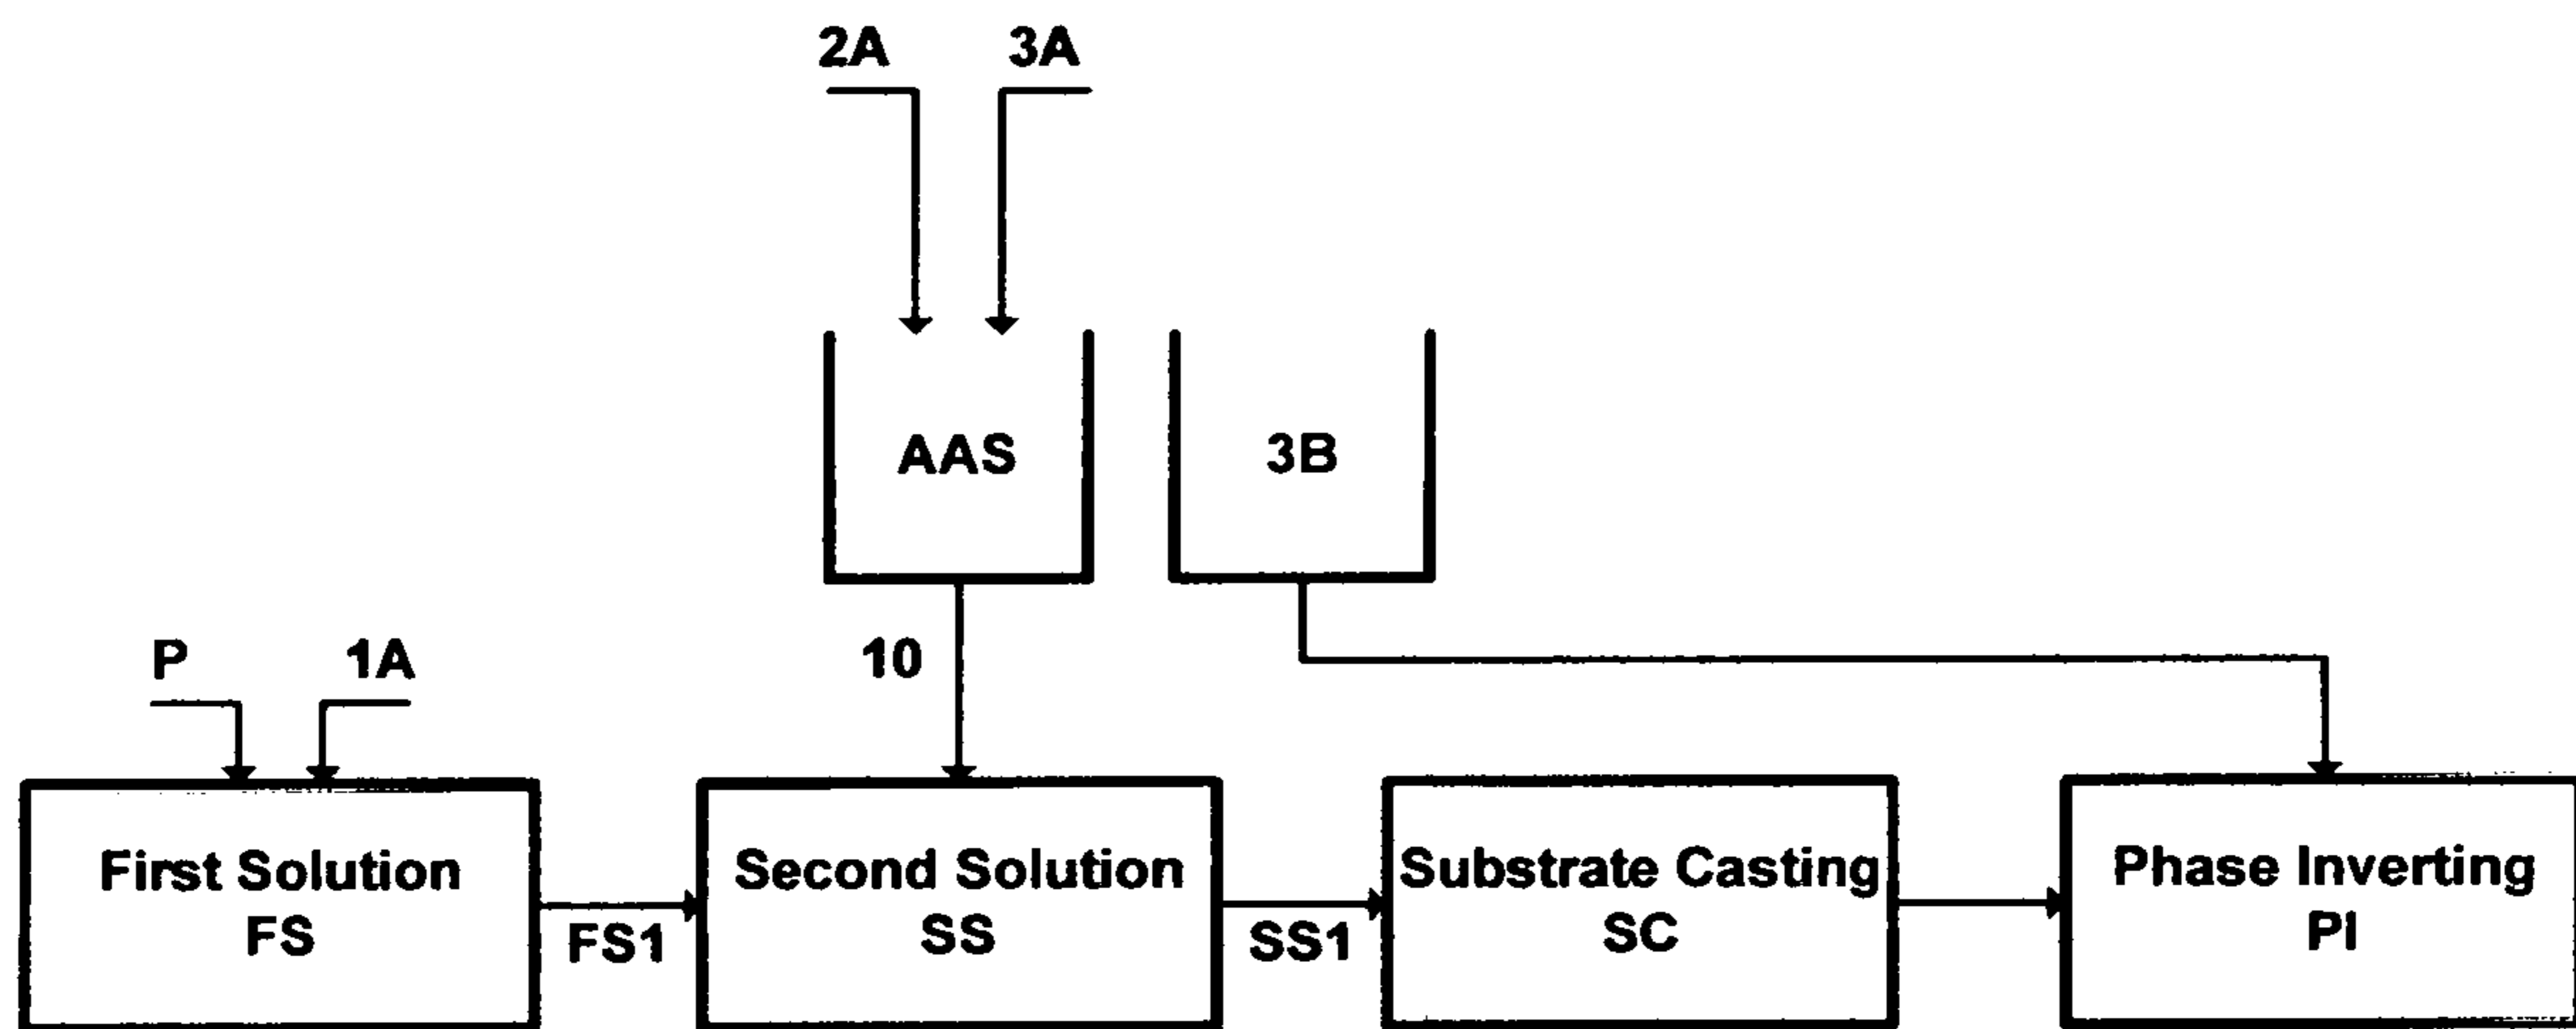 2A 3A
AAS 3B
P 1A 10
First Solution
FS
FS1
Second Solution
SS
SS1
Substrate Casting
SC
Phase Inverting
PI